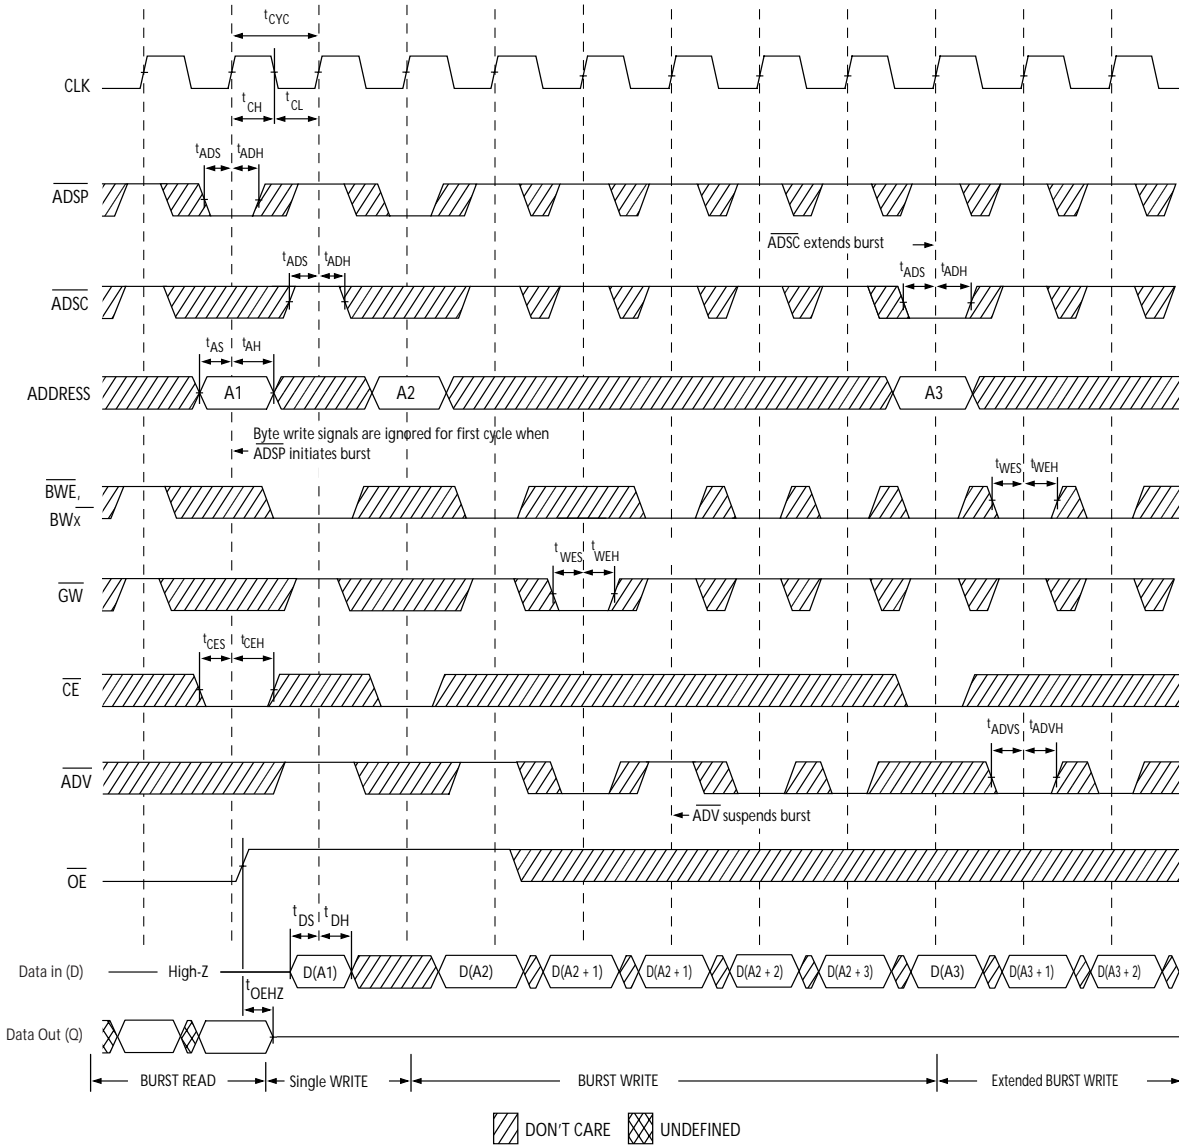 tCYC
CLK
tCH
tCL
tADS
tADH
ADSP
ADSC extends burst
tADS
tADH
tADS
tADH
ADSC
tAS
tAH
ADDRESS
A1
A2
A3
Byte write signals are ignored for first cycle when
ADSP initiates burst
tWES
tWEH
BWE,
BWx
tWES
tWEH
GW
tCES
tCEH
CE
tADVS
tADVH
ADV
ADV suspends burst
OE
tDS
tDH
Data in (D)
High-Z
D(A1)
D(A2)
D(A2 + 1)
D(A2 + 1)
D(A2 + 2)
D(A2 + 3)
D(A3)
D(A3 + 1)
D(A3 + 2)
tOEHZ
Data Out (Q)
BURST READ
Single WRITE
BURST WRITE
Extended BURST WRITE
DON'T CARE
UNDEFINED